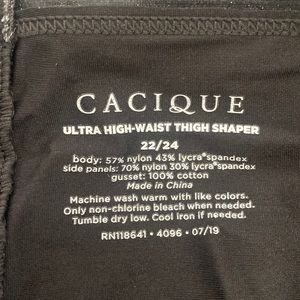 CACIQUE
ULTRA HIGH-WAIST THIGH SHAPER
22/24
body: 57% nylon 43% lycra® spandex
side panels: 70% nylon 30% lycra® spandex
gusset: 100% cotton
Made in China
Machine wash warm with like colors.
Only non-chlorine bleach when needed.
Tumble dry low. Cool iron if needed.
RN118641 • 4096 • 07/19